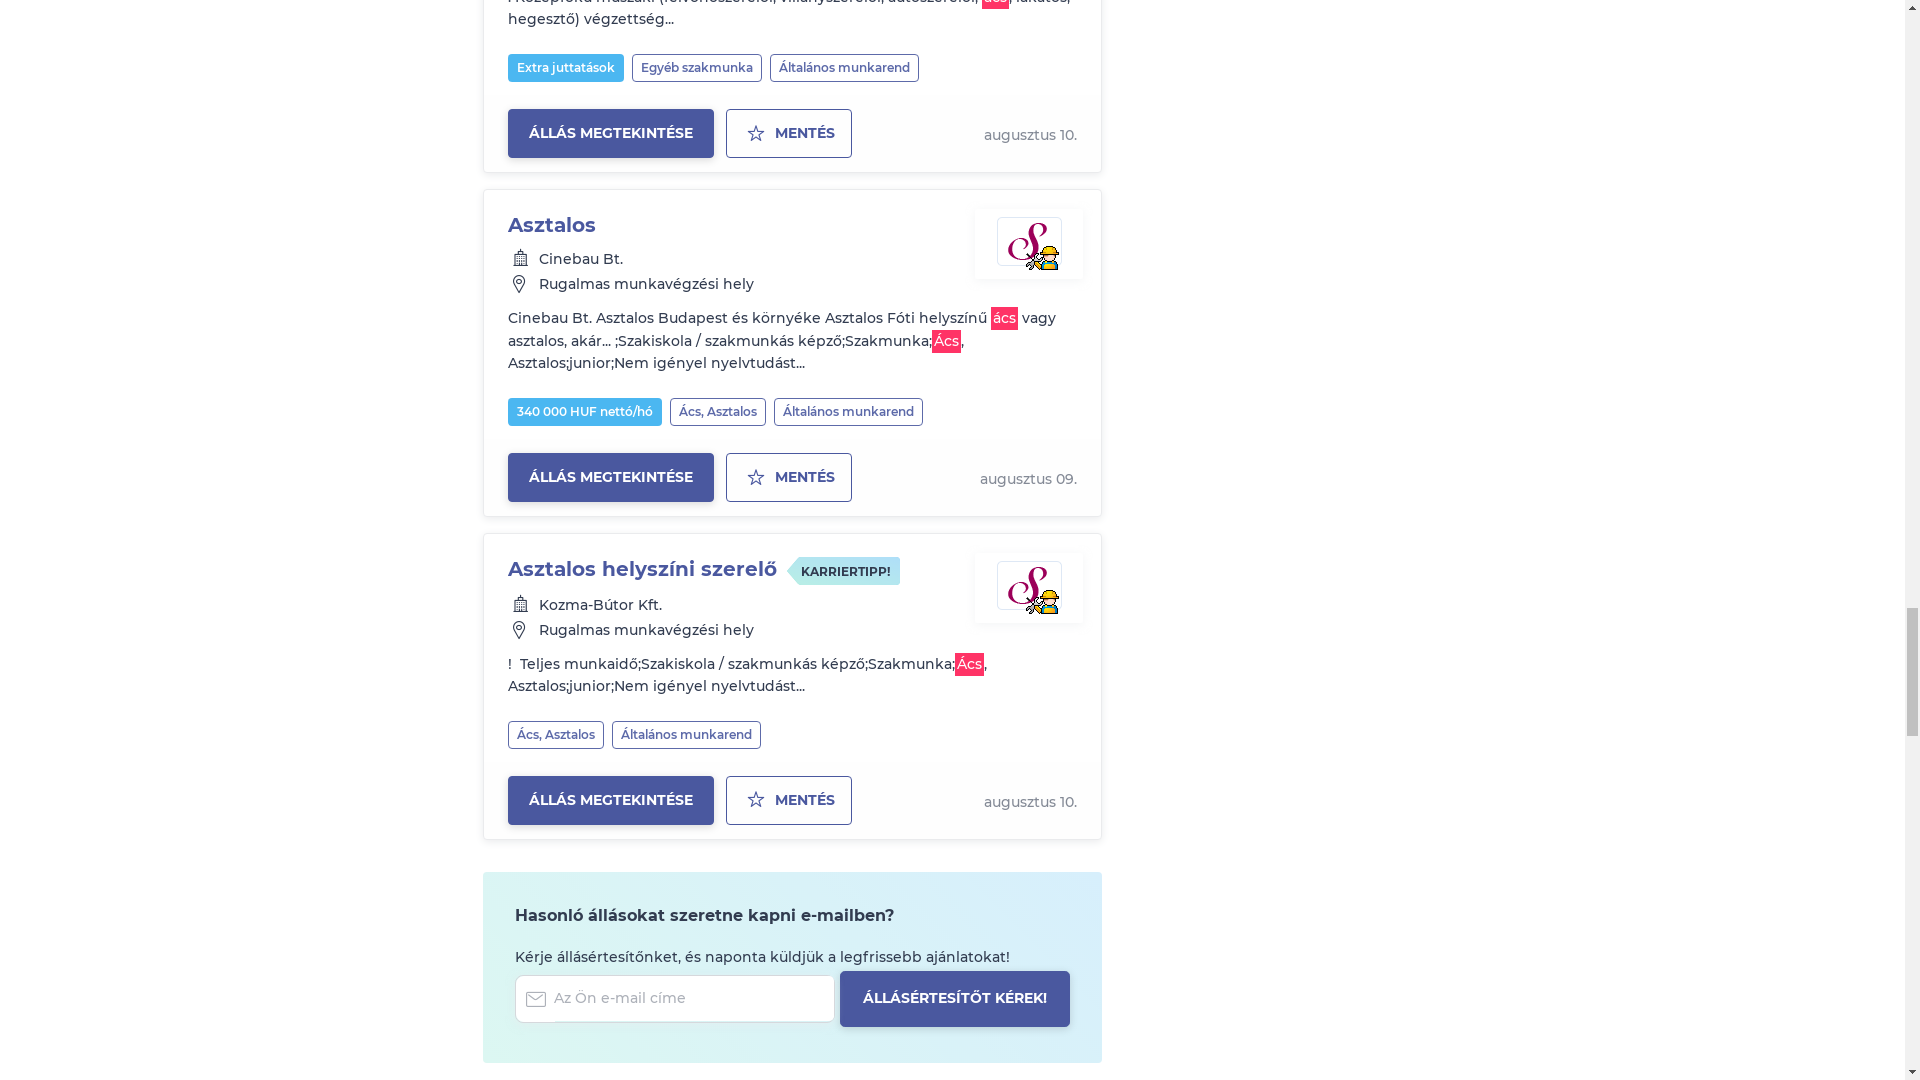 hegesztő) végzettség...
Extra juttatások
Egyéb szakmunka
Általános munkarend
ÁLLÁS MEGTEKINTÉSE
MENTÉS
augusztus 10.
Asztalos
Cinebau Bt.
Rugalmas munkavégzési hely
Cinebau Bt. Asztalos Budapest és környéke Asztalos Fóti helyszínű ács vagy
asztalos, akár... ;Szakiskola / szakmunkás képző;Szakmunka;Ács,
Asztalos;junior;Nem igényel nyelvtudást...
340 000 HUF nettó/hó
Ács, Asztalos
Általános munkarend
ÁLLÁS MEGTEKINTÉSE
MENTÉS
augusztus 09.
Asztalos helyszíni szerelő
KARRIERTIPP!
Kozma-Bútor Kft.
Rugalmas munkavégzési hely
!  Teljes munkaidő;Szakiskola / szakmunkás képző;Szakmunka;Ács,
Asztalos;junior;Nem igényel nyelvtudást...
Ács, Asztalos
Általános munkarend
ÁLLÁS MEGTEKINTÉSE
MENTÉS
augusztus 10.
Hasonló állásokat szeretne kapni e-mailben?
Kérje állásértesítőnket, és naponta küldjük a legfrissebb ajánlatokat!
Az Ön e-mail címe
ÁLLÁSÉRTESÍTŐT KÉREK!